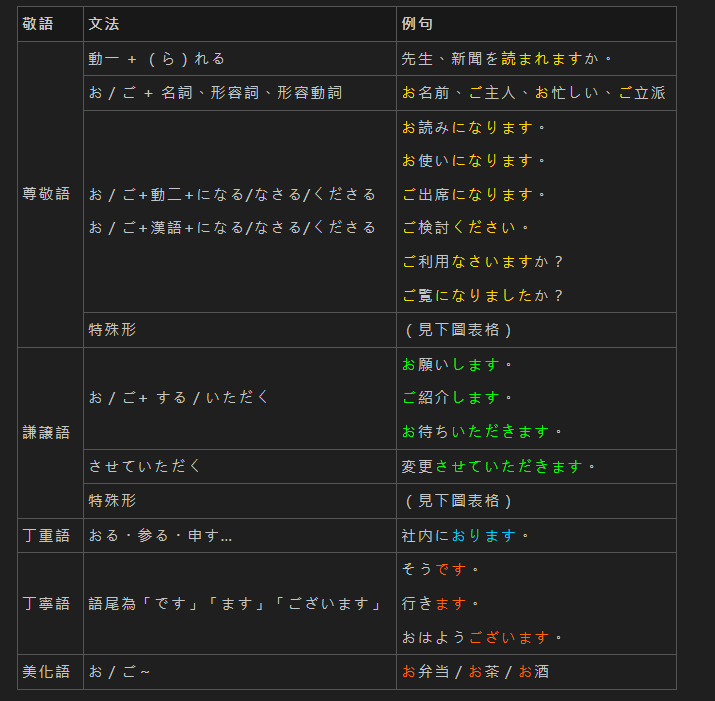 敬語 文法 例句
尊敬語
動一 + （ら）れる 先生、新聞を読まれますか。
お / ご + 名詞、形容詞、形容動詞 お名前、ご主人、お忙しい、ご立派
お / ご+動二+になる/なさる/くださる
お / ご+漢語+になる/なさる/くださる
お読みになります。
お使いになります。
ご出席になります。
ご検討ください。
ご利用なさいますか？
ご覧になりましたか？
特殊形 （見下圖表格）
謙譲語
お / ご+ する / いただく
お願いします。
ご紹介します。
お待ちいただきます。
させていただく 変更させていただきます。
特殊形 （見下圖表格）
丁重語 おる・参る・申す... 社内におります。
丁寧語 語尾為「です」「ます」「ございます」
そうです。
行きます。
おはようございます。
美化語 お / ご ~ お弁当 / お茶 / お酒